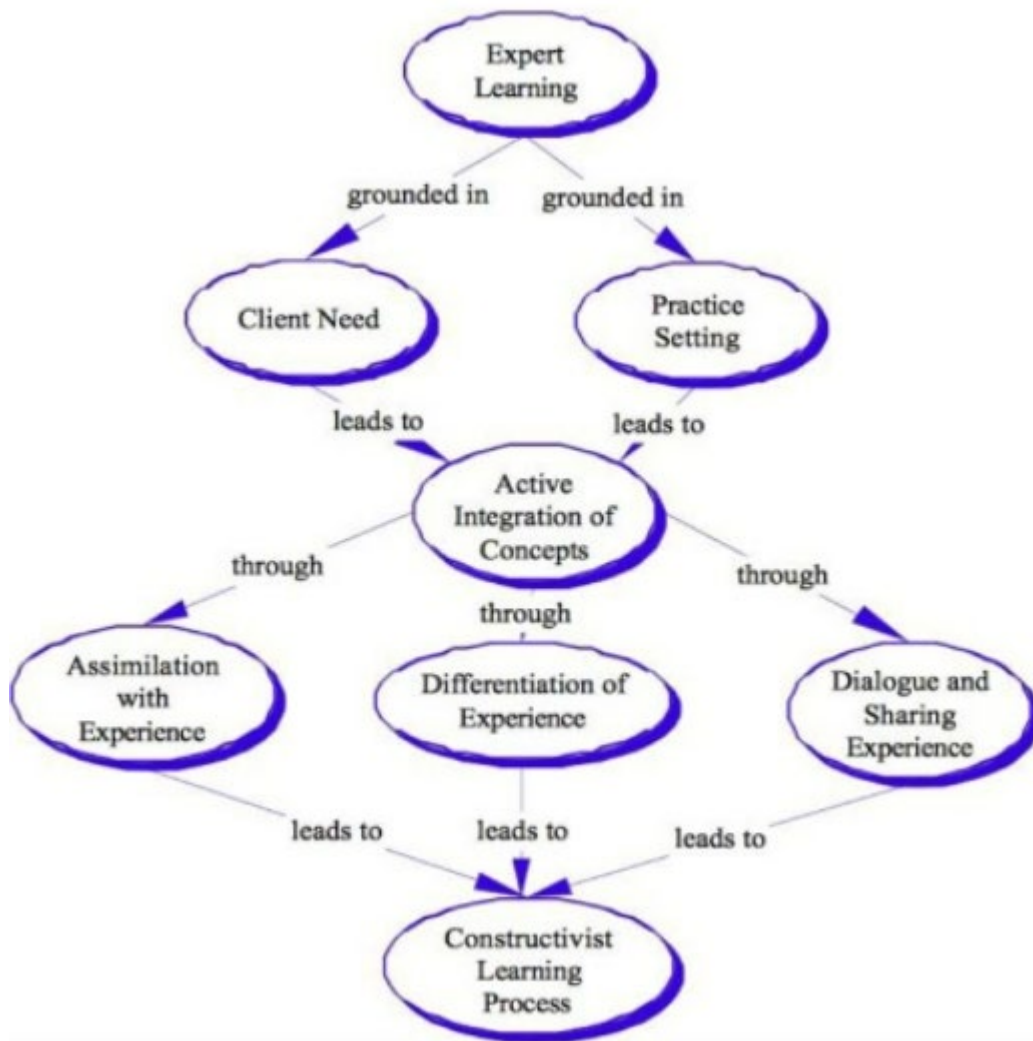 Expert
Learning
grounded in
grounded in
Client Need
Practice
Setting
leads to
leads to
Active
Integration of
Concepts
through
through
through
Assimilation
with
Experience
Differentiation of
Experience
Dialogue and
Sharing
Experience
leads to
leads to
leads to
Constructivist
Learning
Process